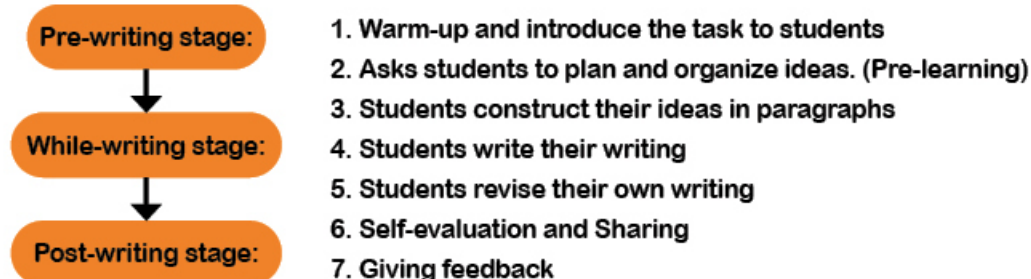 Pre-writing stage:
1. Warm-up and introduce the task to students
2. Asks students to plan and organize ideas. (Pre-learning)
3. Students construct their ideas in paragraphs
While-writing stage:
4. Students write their writing
5. Students revise their own writing
6. Self-evaluation and Sharing
Post-writing stage:
7. Giving feedback